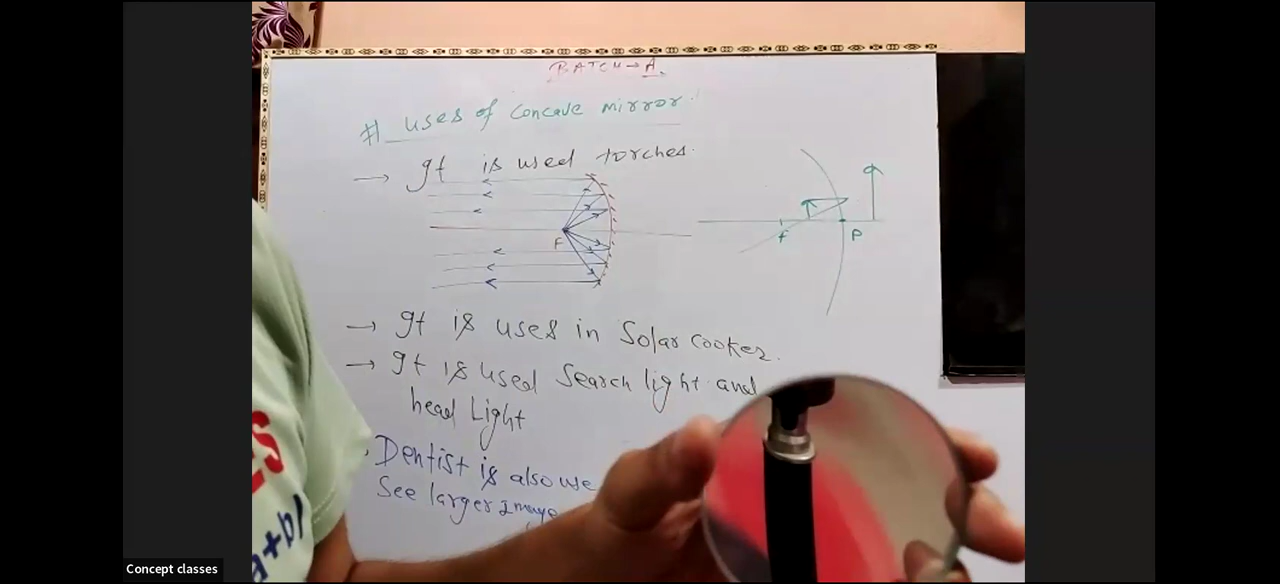 BATCH → A
# uses of concave mirror.
→ It is used torches.
F
F P
→ It is uses in Solar cooker.
→ It is used Search light and
head Light
Dentist is also use
See larger Image
Concept classes